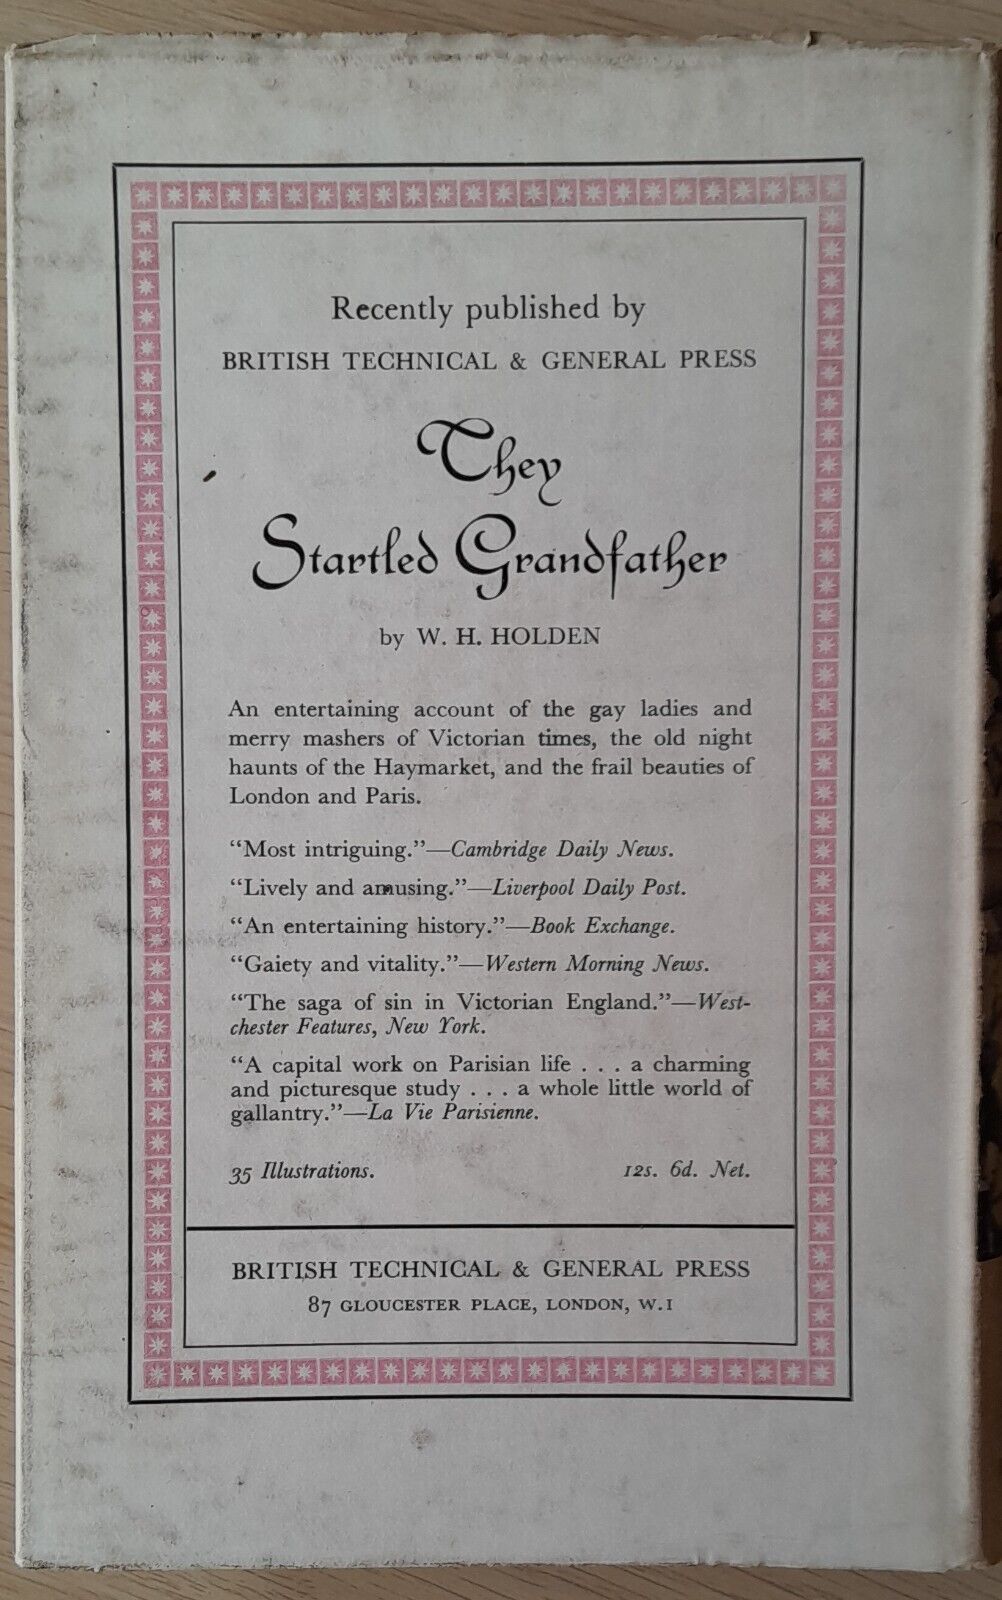 Recently published by
BRITISH TECHNICAL & GENERAL PRESS
They
Startled Grandfather
by W. H. HOLDEN
An entertaining account of the gay ladies and
merry mashers of Victorian times, the old night
haunts of the Haymarket, and the frail beauties of
London and Paris.
“Most intriguing.”—Cambridge Daily News.
“Lively and amusing.”—Liverpool Daily Post.
“An entertaining history.”—Book Exchange.
“Gaiety and vitality.”—Western Morning News.
“The saga of sin in Victorian England.”—West-
chester Features, New York.
“A capital work on Parisian life . . . a charming
and picturesque study . . . a whole little world of
gallantry.”—La Vie Parisienne.
35 Illustrations. 12s. 6d. Net.
BRITISH TECHNICAL & GENERAL PRESS
87 GLOUCESTER PLACE, LONDON, W.1